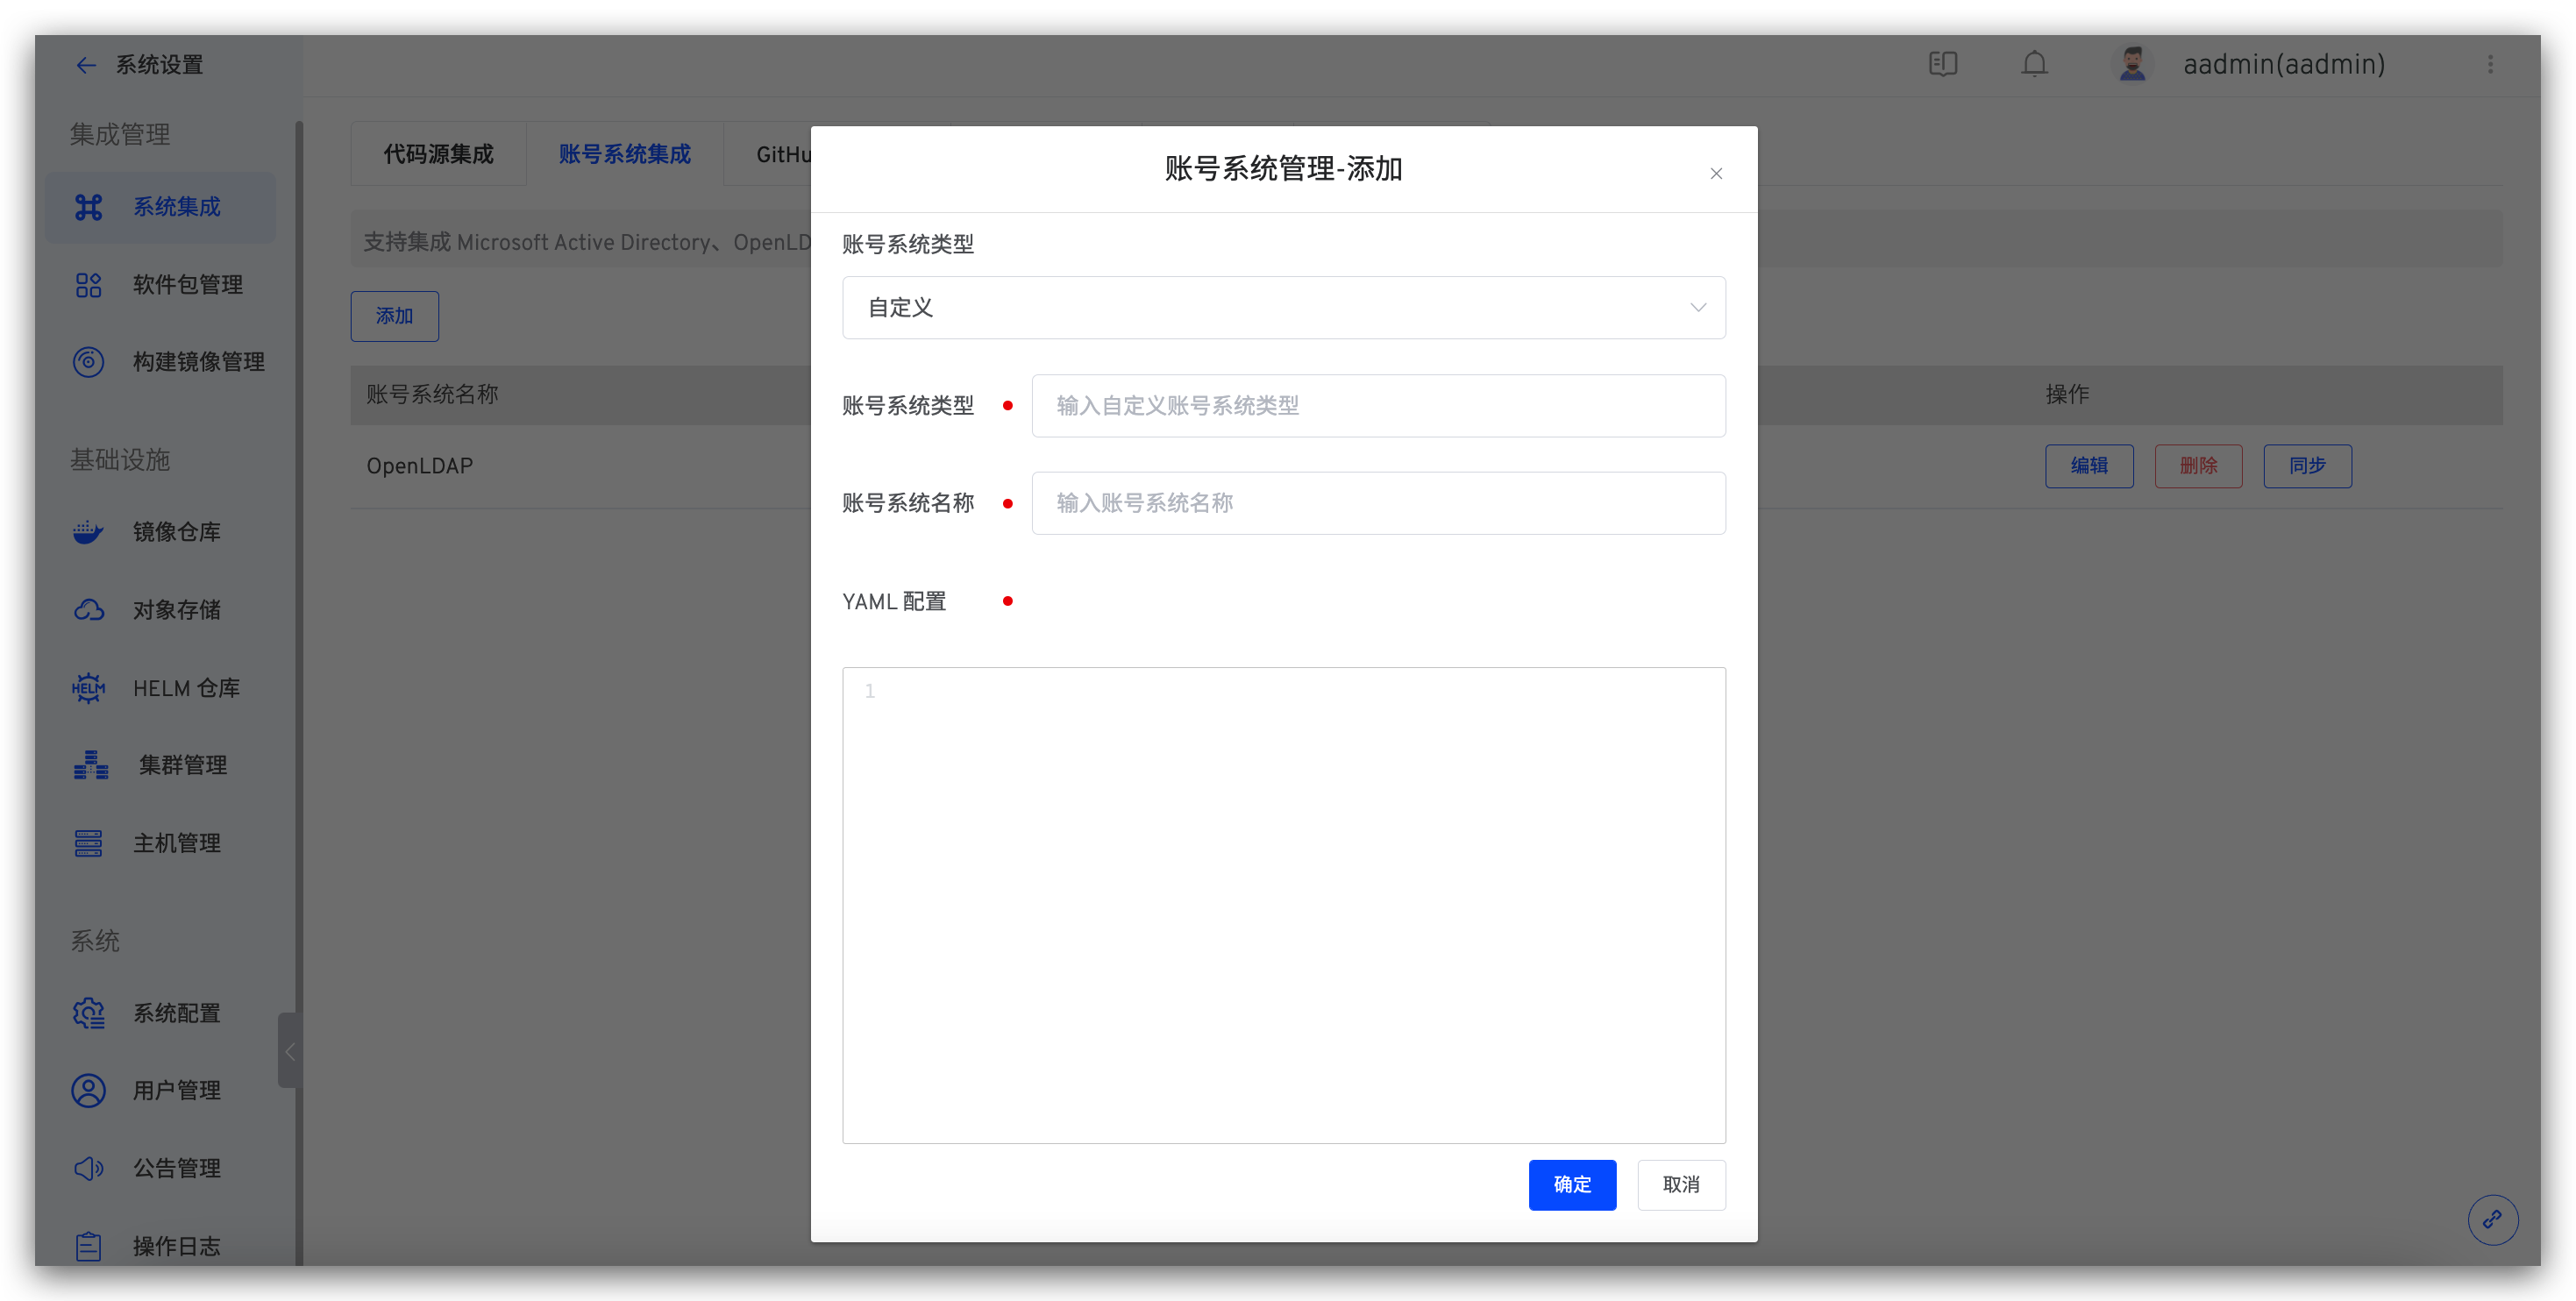 系统设置
aadmin(aadmin)
集成管理
系统集成
软件包管理
构建镜像管理
基础设施
镜像仓库
对象存储
HELM
HELM 仓库
集群管理
主机管理
系统
系统配置
用户管理
公告管理
操作日志
代码源集成
账号系统集成
GitHu
支持集成 Microsoft Active Directory、OpenLD
添加
账号系统名称
操作
OpenLDAP
编辑
删除
同步
账号系统管理-添加
账号系统类型
自定义
账号系统类型
输入自定义账号系统类型
账号系统名称
输入账号系统名称
YAML 配置
1
确定
取消